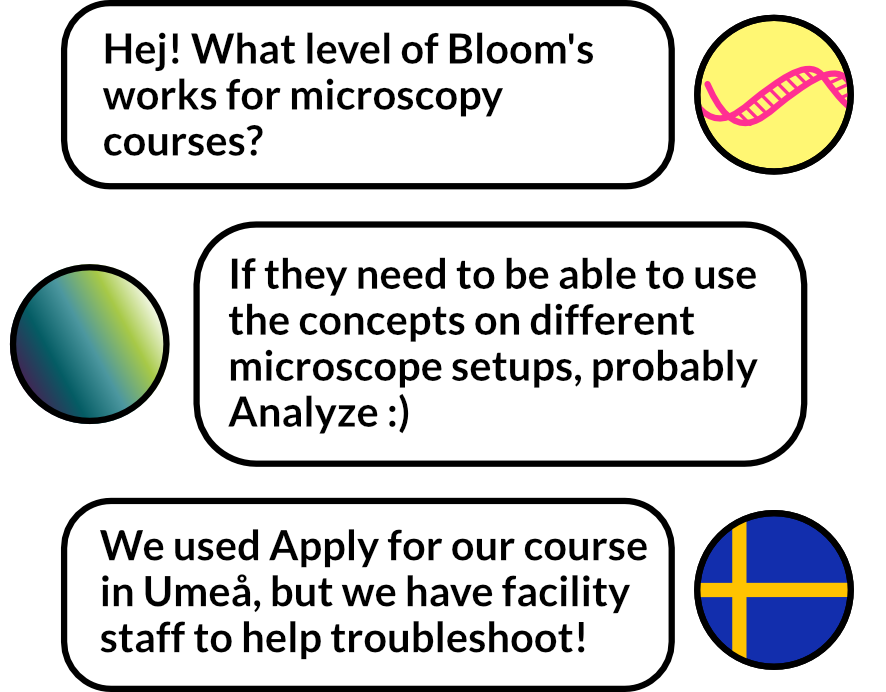 Hej! What level of Bloom's
works for microscopy
courses?
If they need to be able to use
the concepts on different
microscope setups, probably
Analyze :)
We used Apply for our course
in Umeå, but we have facility
staff to help troubleshoot!